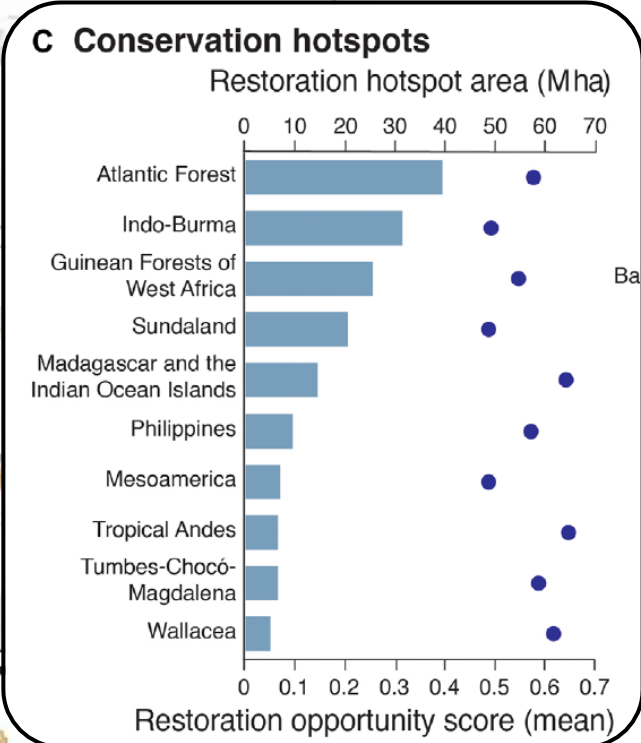 C Conservation hotspots
Restoration hotspot area (Mha)
0 10 20 30 40 50 60 70
Atlantic Forest
Indo-Burma
Guinean Forests of
West Africa
Ba
Sundaland
Madagascar and the
Indian Ocean Islands
Philippines
Mesoamerica
Tropical Andes
Tumbes-Chocó-
Magdalena
Wallacea
0 0.1 0.2 0.3 0.4 0.5 0.6 0.7
Restoration opportunity score (mean)